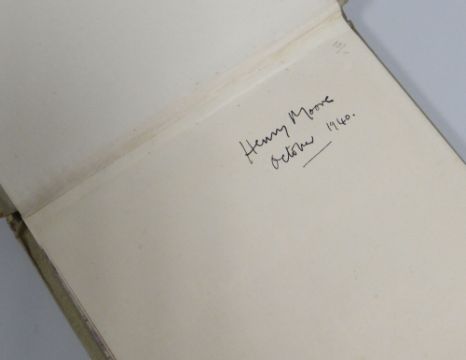 Henry Moore
October 1940.